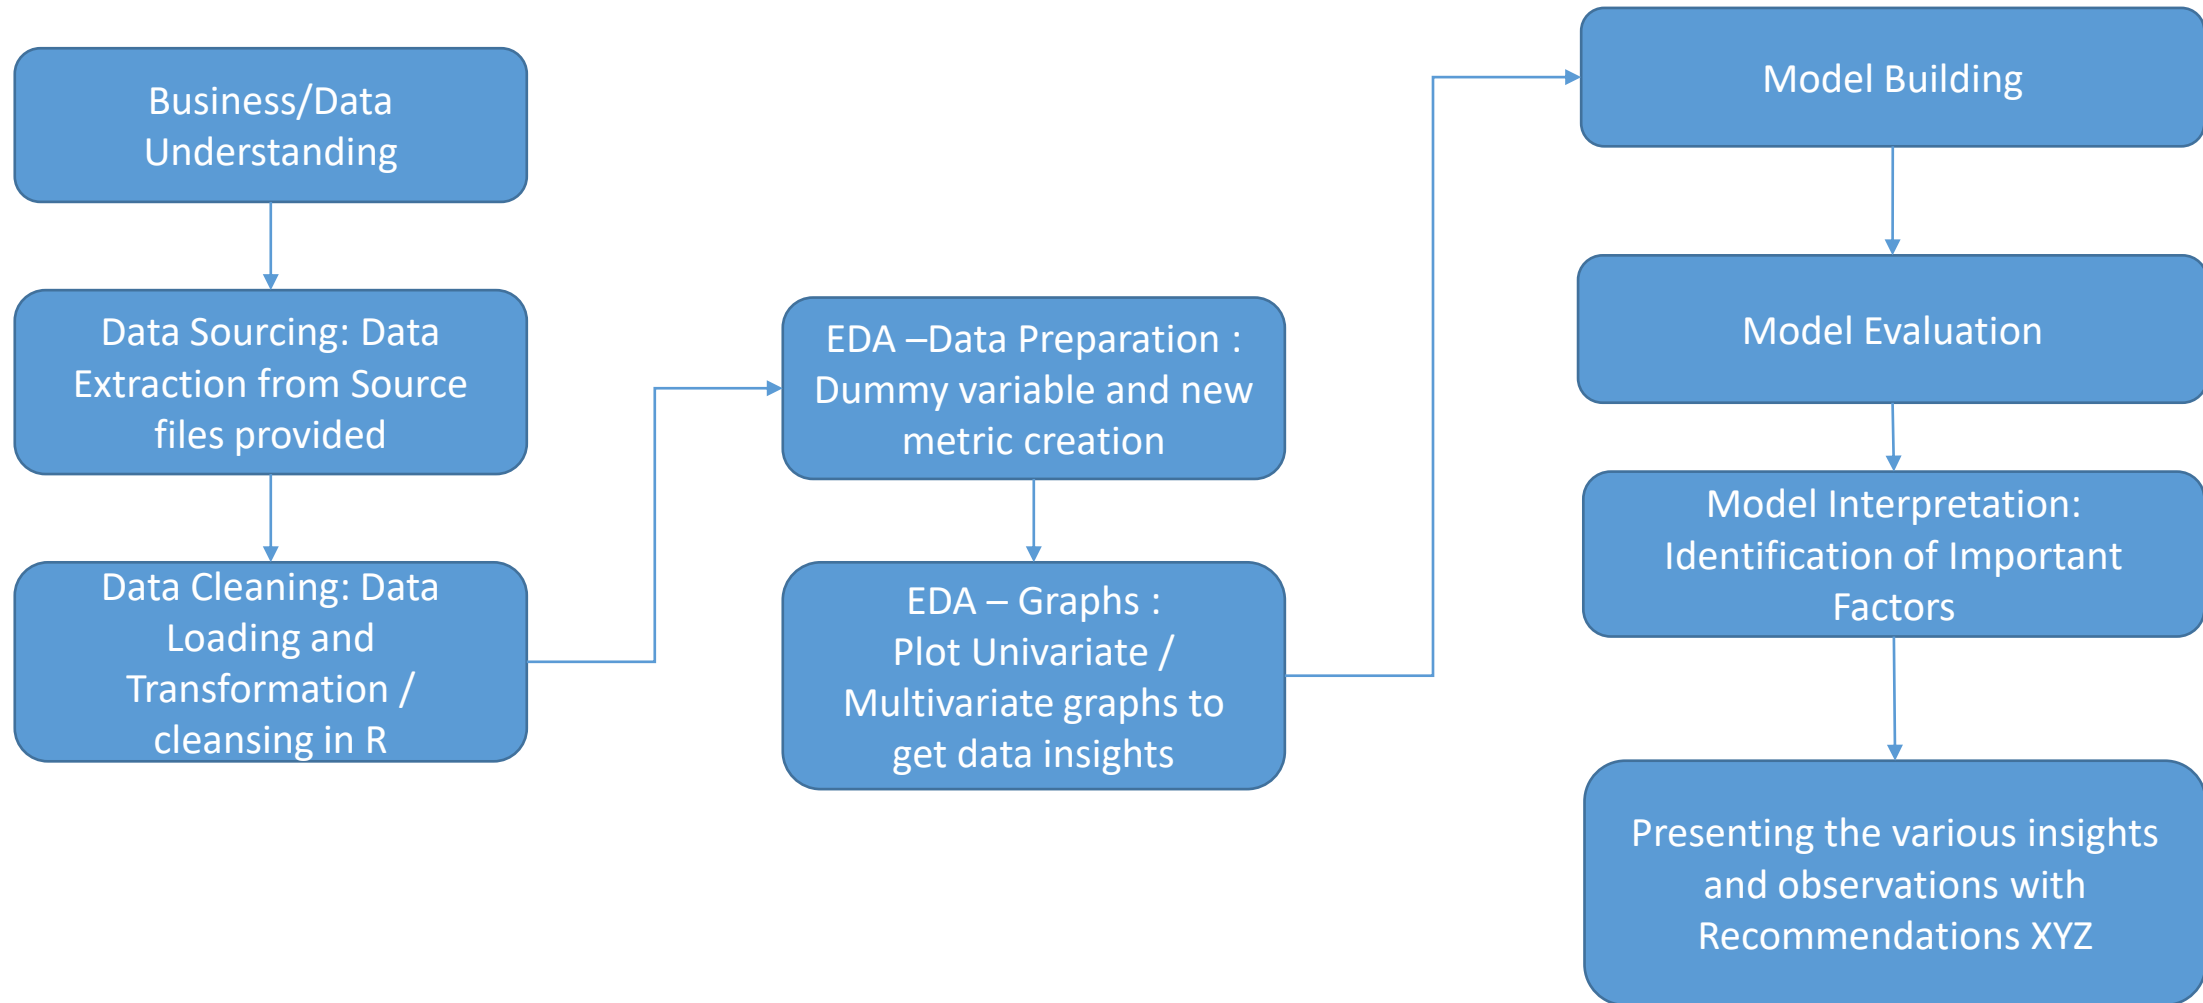 Business/Data
Understanding
Data Sourcing: Data
Extraction from Source
files provided
Data Cleaning: Data
Loading and
Transformation /
cleansing in R
EDA –Data Preparation :
Dummy variable and new
metric creation
EDA – Graphs :
Plot Univariate /
Multivariate graphs to
get data insights
Model Building
Model Evaluation
Model Interpretation:
Identification of Important
Factors
Presenting the various insights
and observations with
Recommendations XYZ